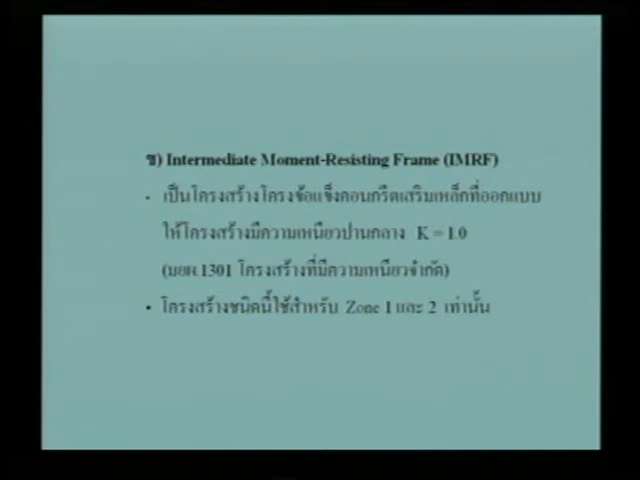 ข) Intermediate Moment-Resisting Frame (IMRF)
• เป็นโครงสร้างโครงข้อแข็งคอนกรีตเสริมเหล็กที่ออกแบบ
ให้โครงสร้างมีความเหนียวปานกลาง K = 1.0
(มยผ 1301 โครงสร้างที่มีความเหนียวจำกัด)
• โครงสร้างชนิดนี้ใช้สำหรับ Zone 1 และ 2 เท่านั้น